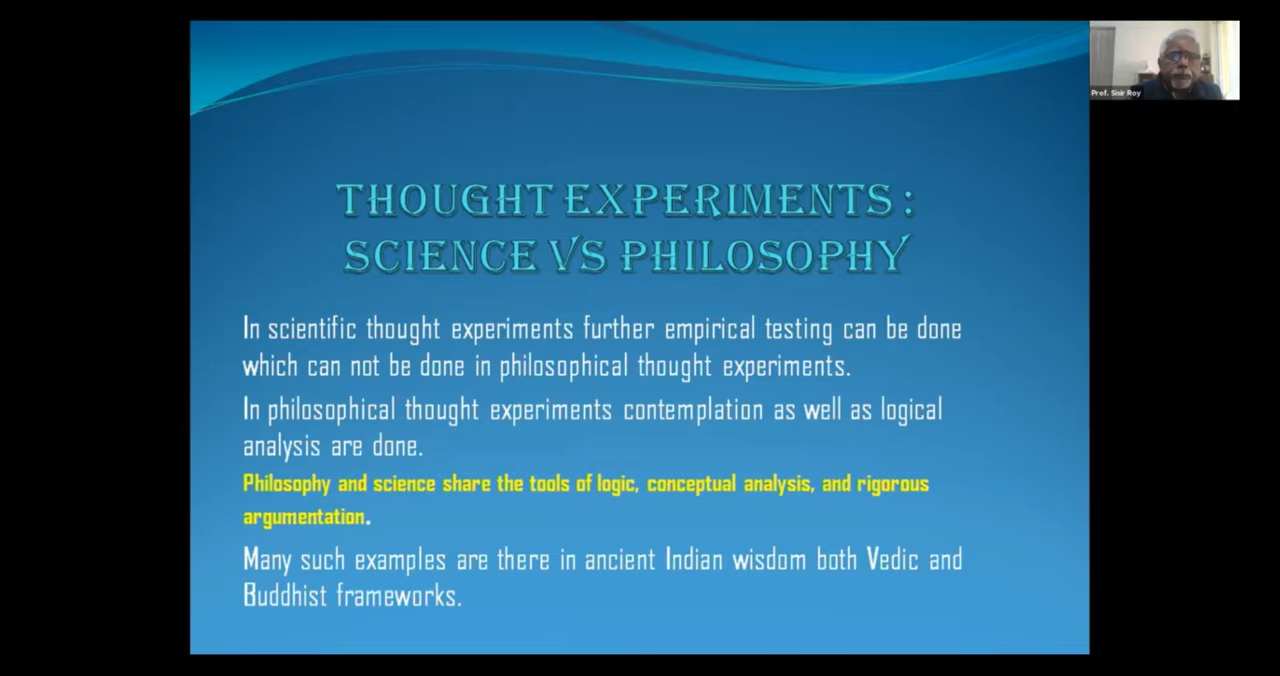 THOUGHT EXPERIMENTS :
SCIENCE VS PHILOSOPHY
In scientific thought experiments further empirical testing can be done
which can not be done in philosophical thought experiments.
In philosophical thought experiments contemplation as well as logical
analysis are done.
Philosophy and science share the tools of logic, conceptual analysis, and rigorous
argumentation.
Many such examples are there in ancient Indian wisdom both Vedic and
Buddhist frameworks.
Prof. Sisir Roy